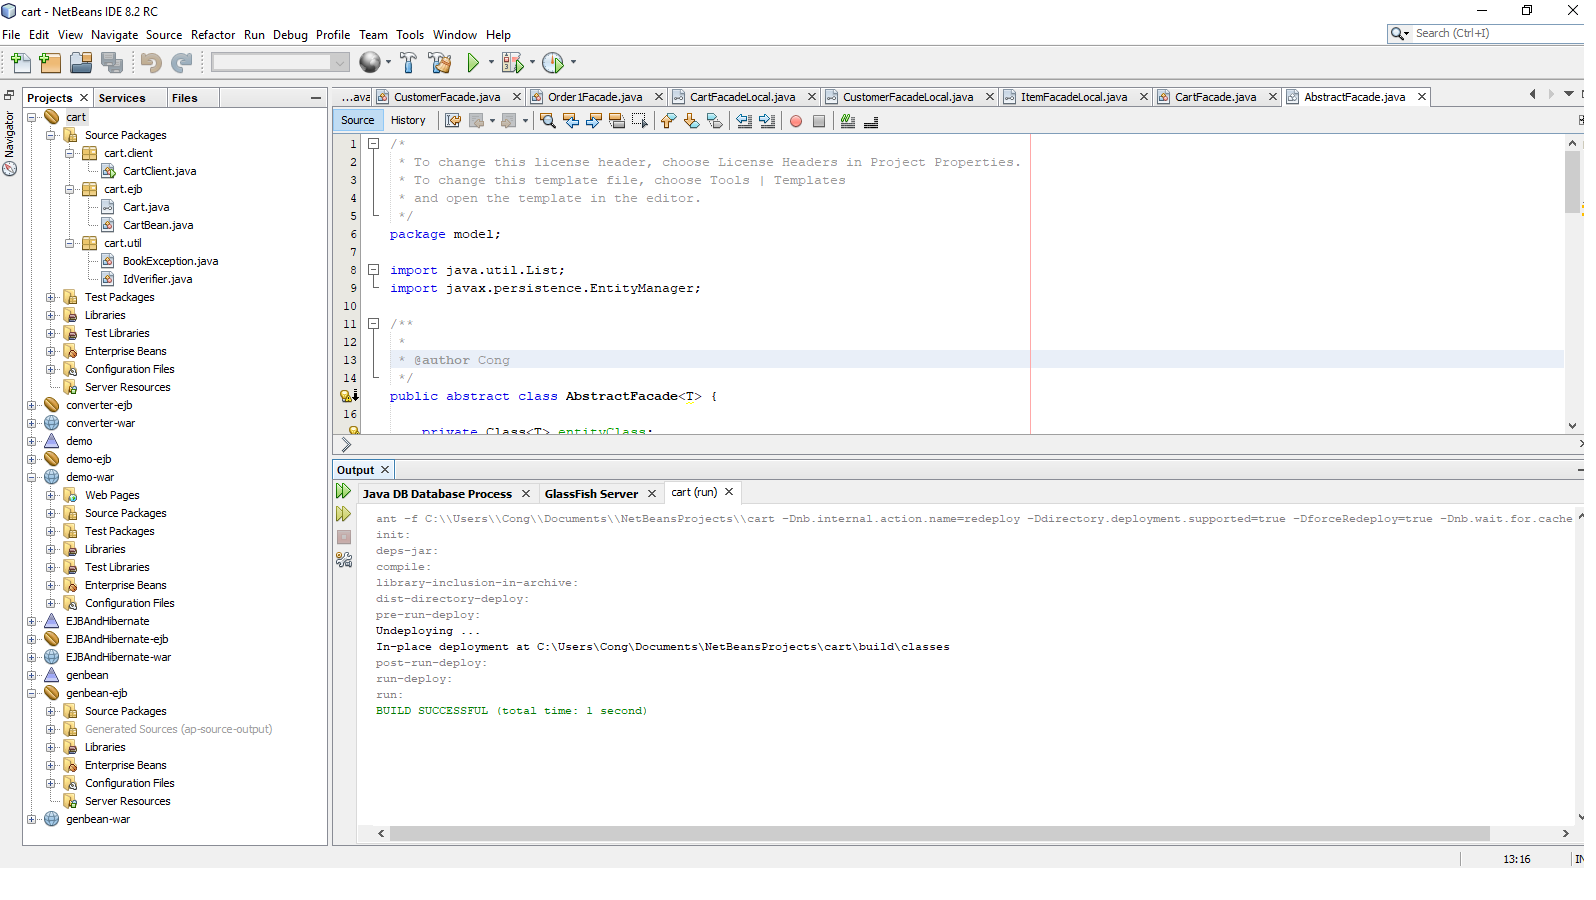 cart - NetBeans IDE 8.2 RC
File Edit View Navigate Source Refactor Run Debug Profile Team Tools Window Help
Search (Ctrl+I)
Navigator
Projects Services Files
cart
Source Packages
cart.client
CartClient.java
cart.ejb
Cart.java
CartBean.java
cart.util
BookException.java
IdVerifier.java
Test Packages
Libraries
Test Libraries
Enterprise Beans
Configuration Files
Server Resources
converter-ejb
converter-war
demo
demo-ejb
demo-war
Web Pages
Source Packages
Test Packages
Libraries
Test Libraries
Enterprise Beans
Configuration Files
EJBAndHibernate
EJBAndHibernate-ejb
EJBAndHibernate-war
genbean
genbean-ejb
Source Packages
Generated Sources (ap-source-output)
Libraries
Enterprise Beans
Configuration Files
Server Resources
genbean-war
...ava CustomerFacade.java Order1Facade.java CartFacadeLocal.java CustomerFacadeLocal.java ItemFacadeLocal.java CartFacade.java AbstractFacade.java
Source History
1 /*
2 * To change this license header, choose License Headers in Project Properties.
3 * To change this template file, choose Tools | Templates
4 * and open the template in the editor.
5 */
6 package model;
7
8 import java.util.List;
9 import javax.persistence.EntityManager;
10
11 /**
12 *
13 * @author Cong
14 */
public abstract class AbstractFacade<T> {
16
private Class<T> entityClass;
Output
Java DB Database Process GlassFish Server cart (run)
ant -f C:\\Users\\Cong\\Documents\\NetBeansProjects\\cart -Dnb.internal.action.name=redeploy -Ddirectory.deployment.supported=true -DforceRedeploy=true -Dnb.wait.for.cache
init:
deps-jar:
compile:
library-inclusion-in-archive:
dist-directory-deploy:
pre-run-deploy:
Undeploying ...
In-place deployment at C:\Users\Cong\Documents\NetBeansProjects\cart\build\classes
post-run-deploy:
run-deploy:
run:
BUILD SUCCESSFUL (total time: 1 second)
13:16